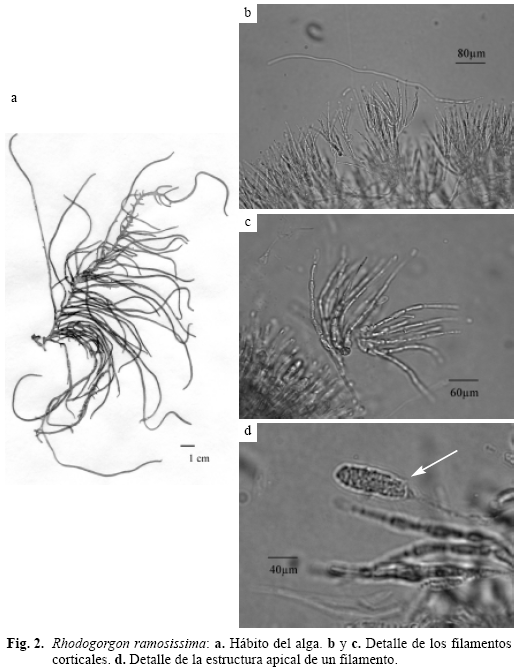 a
b
80µm
c
60µm
1 cm
d
40µm
Fig. 2. Rhodogorgon ramosissima: a. Hábito del alga. b y c. Detalle de los filamentos
corticales. d. Detalle de la estructura apical de un filamento.